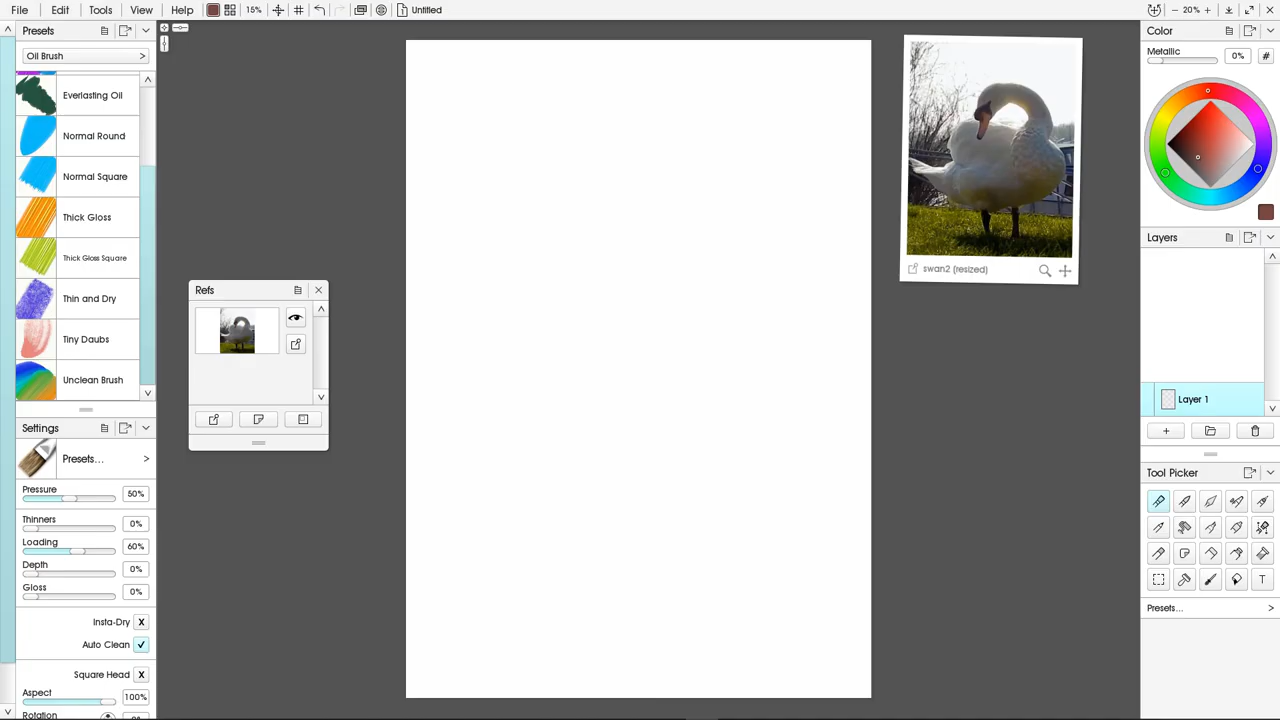 File Edit Tools View Help 15% Untitled 20%
Presets
Oil Brush >
Everlasting Oil
Normal Round
Normal Square
Thick Gloss
Thick Gloss Square
Thin and Dry
Tiny Daubs
Unclean Brush
Settings
Presets... >
Pressure 50%
Thinners 0%
Loading 60%
Depth 0%
Gloss 0%
Insta-Dry X
Auto Clean
Square Head X
Aspect 100%
Rotation
Refs
swan2 (resized)
Color
Metallic 0% #
Layers
Layer 1
Tool Picker
T
Presets... >